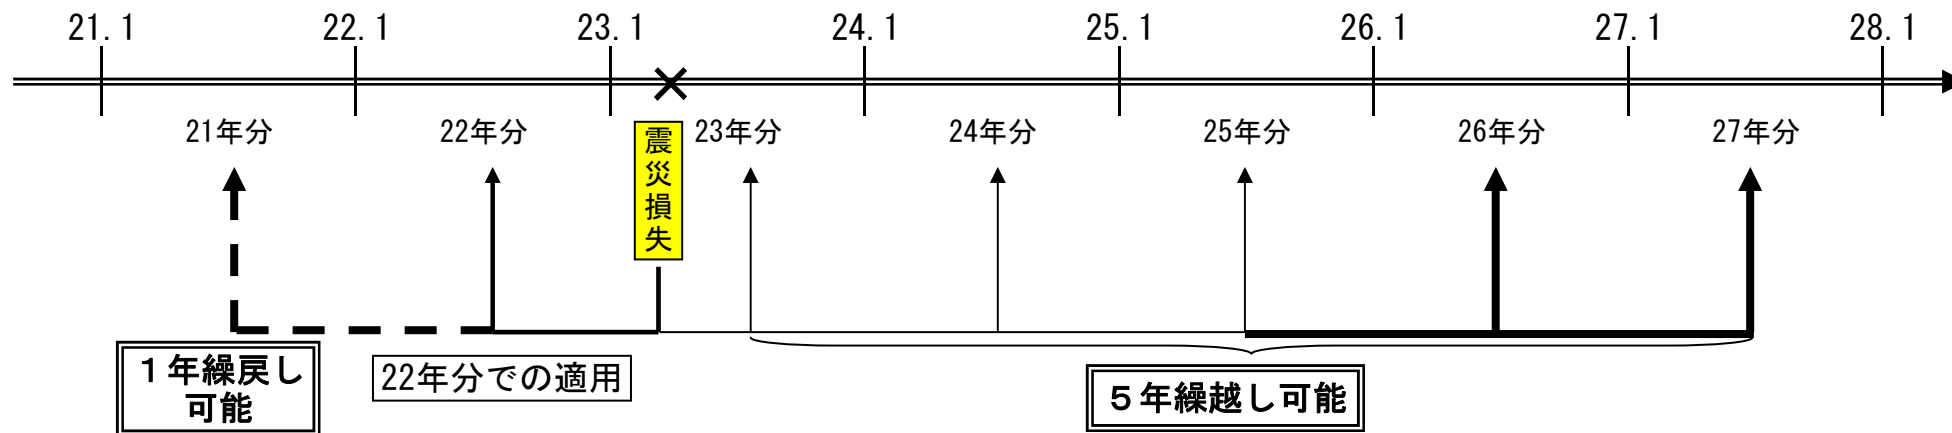 21.1
22.1
23.1
24.1
25.1
26.1
27.1
28.1
21年分
22年分
23年分
24年分
25年分
26年分
27年分
震災損失
１年繰戻し
可能
22年分での適用
５年繰越し可能